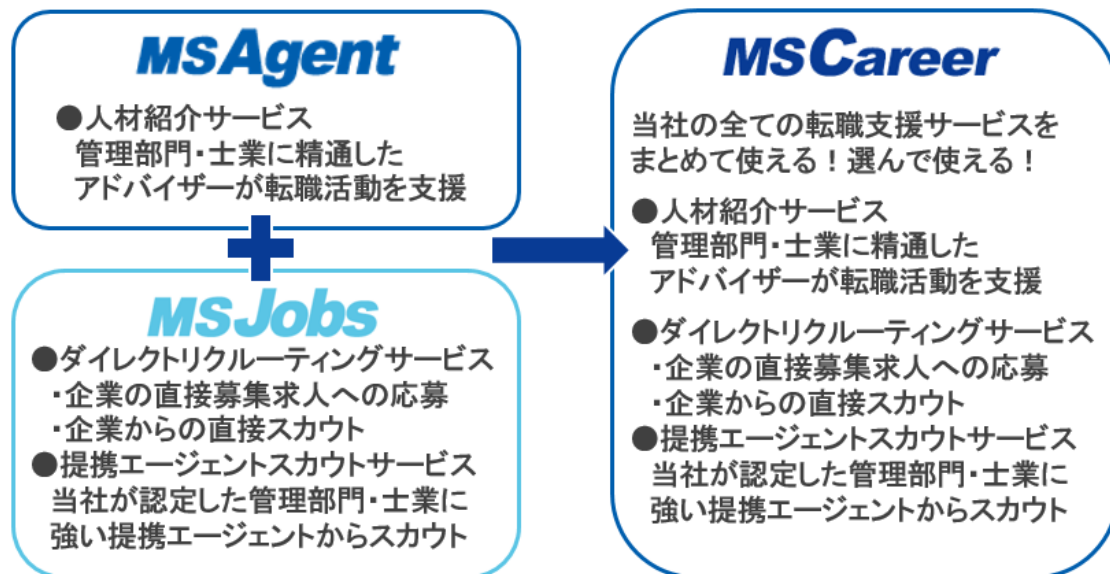 MSAgent
●人材紹介サービス
管理部門・士業に精通した
アドバイザーが転職活動を支援
MSJobs
●ダイレクトリクルーティングサービス
・企業の直接募集求人への応募
・企業からの直接スカウト
●提携エージェントスカウトサービス
当社が認定した管理部門・士業に
強い提携エージェントからスカウト
MSCareer
当社の全ての転職支援サービスを
まとめて使える！選んで使える！
●人材紹介サービス
管理部門・士業に精通した
アドバイザーが転職活動を支援
●ダイレクトリクルーティングサービス
・企業の直接募集求人への応募
・企業からの直接スカウト
●提携エージェントスカウトサービス
当社が認定した管理部門・士業に
強い提携エージェントからスカウト